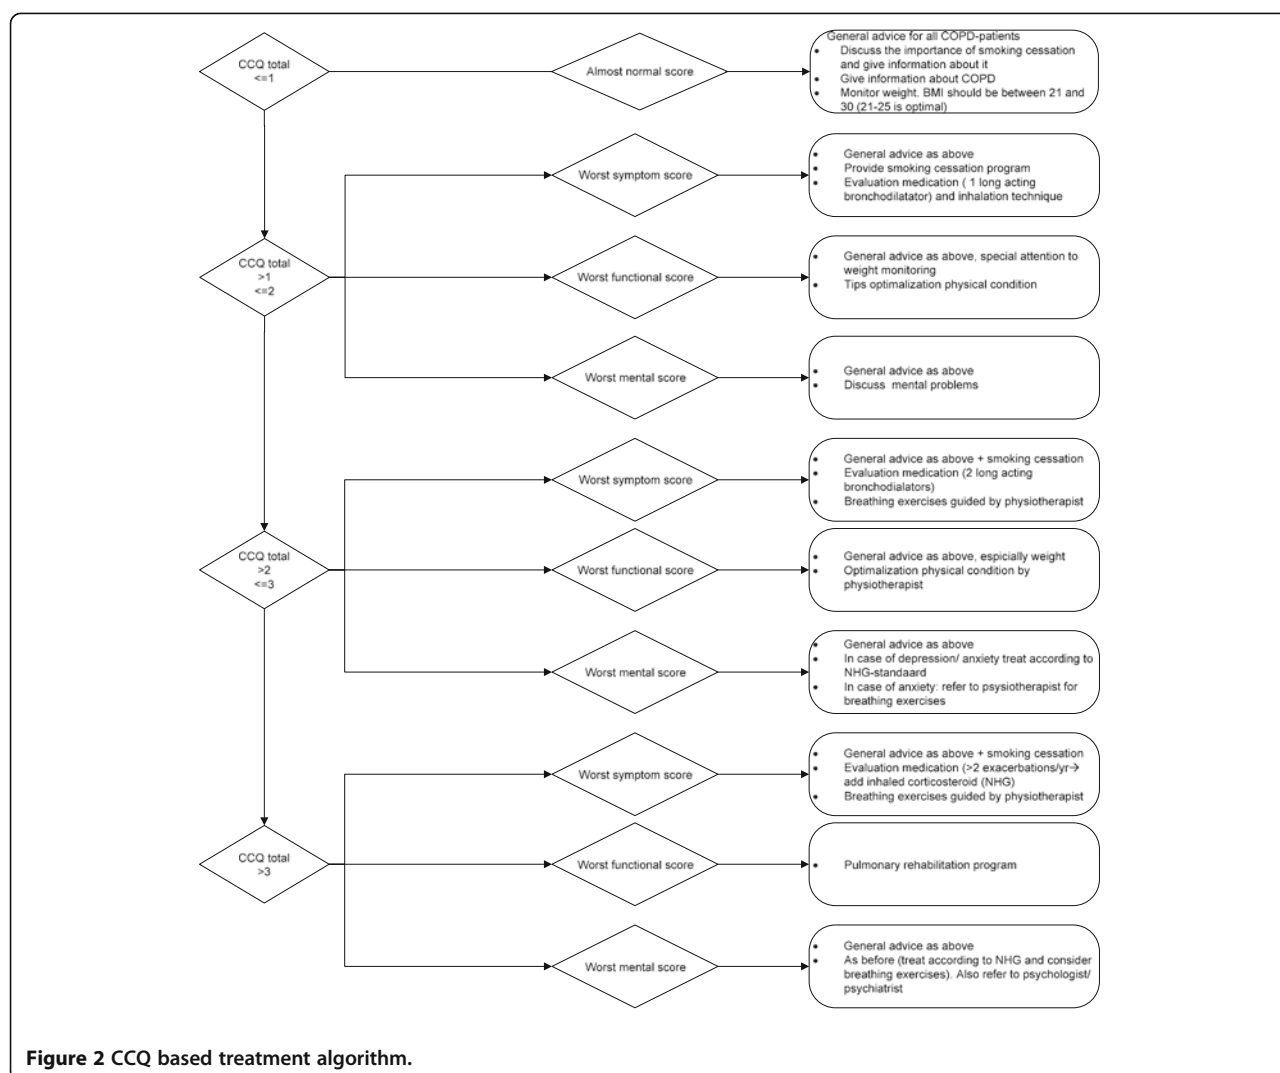 CCQ total
<=1
Almost normal score
General advice for all COPD-patients
• Discuss the importance of smoking cessation
and give information about it
• Give information about COPD
• Monitor weight. BMI should be between 21 and
30 (21-25 is optimal)
Worst symptom score
• General advice as above
• Provide smoking cessation program
• Evaluation medication ( 1 long acting
bronchodilatator) and inhalation technique
CCQ total
>1
<=2
Worst functional score
• General advice as above, special attention to
weight monitoring
• Tips optimalization physical condition
Worst mental score
• General advice as above
• Discuss mental problems
Worst symptom score
• General advice as above + smoking cessation
• Evaluation medication (2 long acting
bronchodialators)
• Breathing exercises guided by physiotherapist
CCQ total
>2
<=3
Worst functional score
• General advice as above, espicially weight
• Optimalization physical condition by
physiotherapist
Worst mental score
• General advice as above
• In case of depression/ anxiety treat according to
NHG-standaard
• In case of anxiety: refer to psysiotherapist for
breathing exercises
Worst symptom score
• General advice as above + smoking cessation
• Evaluation medication (>2 exacerbations/yr→
add inhaled corticosteroid (NHG)
• Breathing exercises guided by physiotherapist
CCQ total
>3
Worst functional score
• Pulmonary rehabilitation program
Worst mental score
• General advice as above
• As before (treat according to NHG and consider
breathing exercises). Also refer to psychologist/
psychiatrist
Figure 2 CCQ based treatment algorithm.